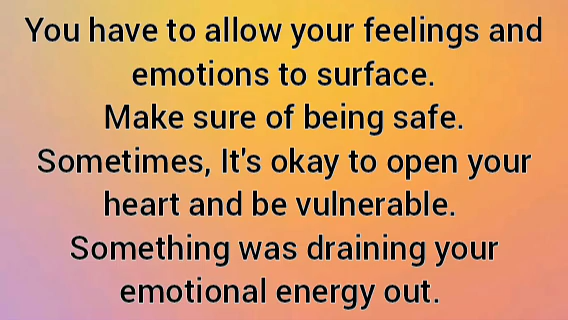 You have to allow your feelings and
emotions to surface.
Make sure of being safe.
Sometimes, It's okay to open your
heart and be vulnerable.
Something was draining your
emotional energy out.